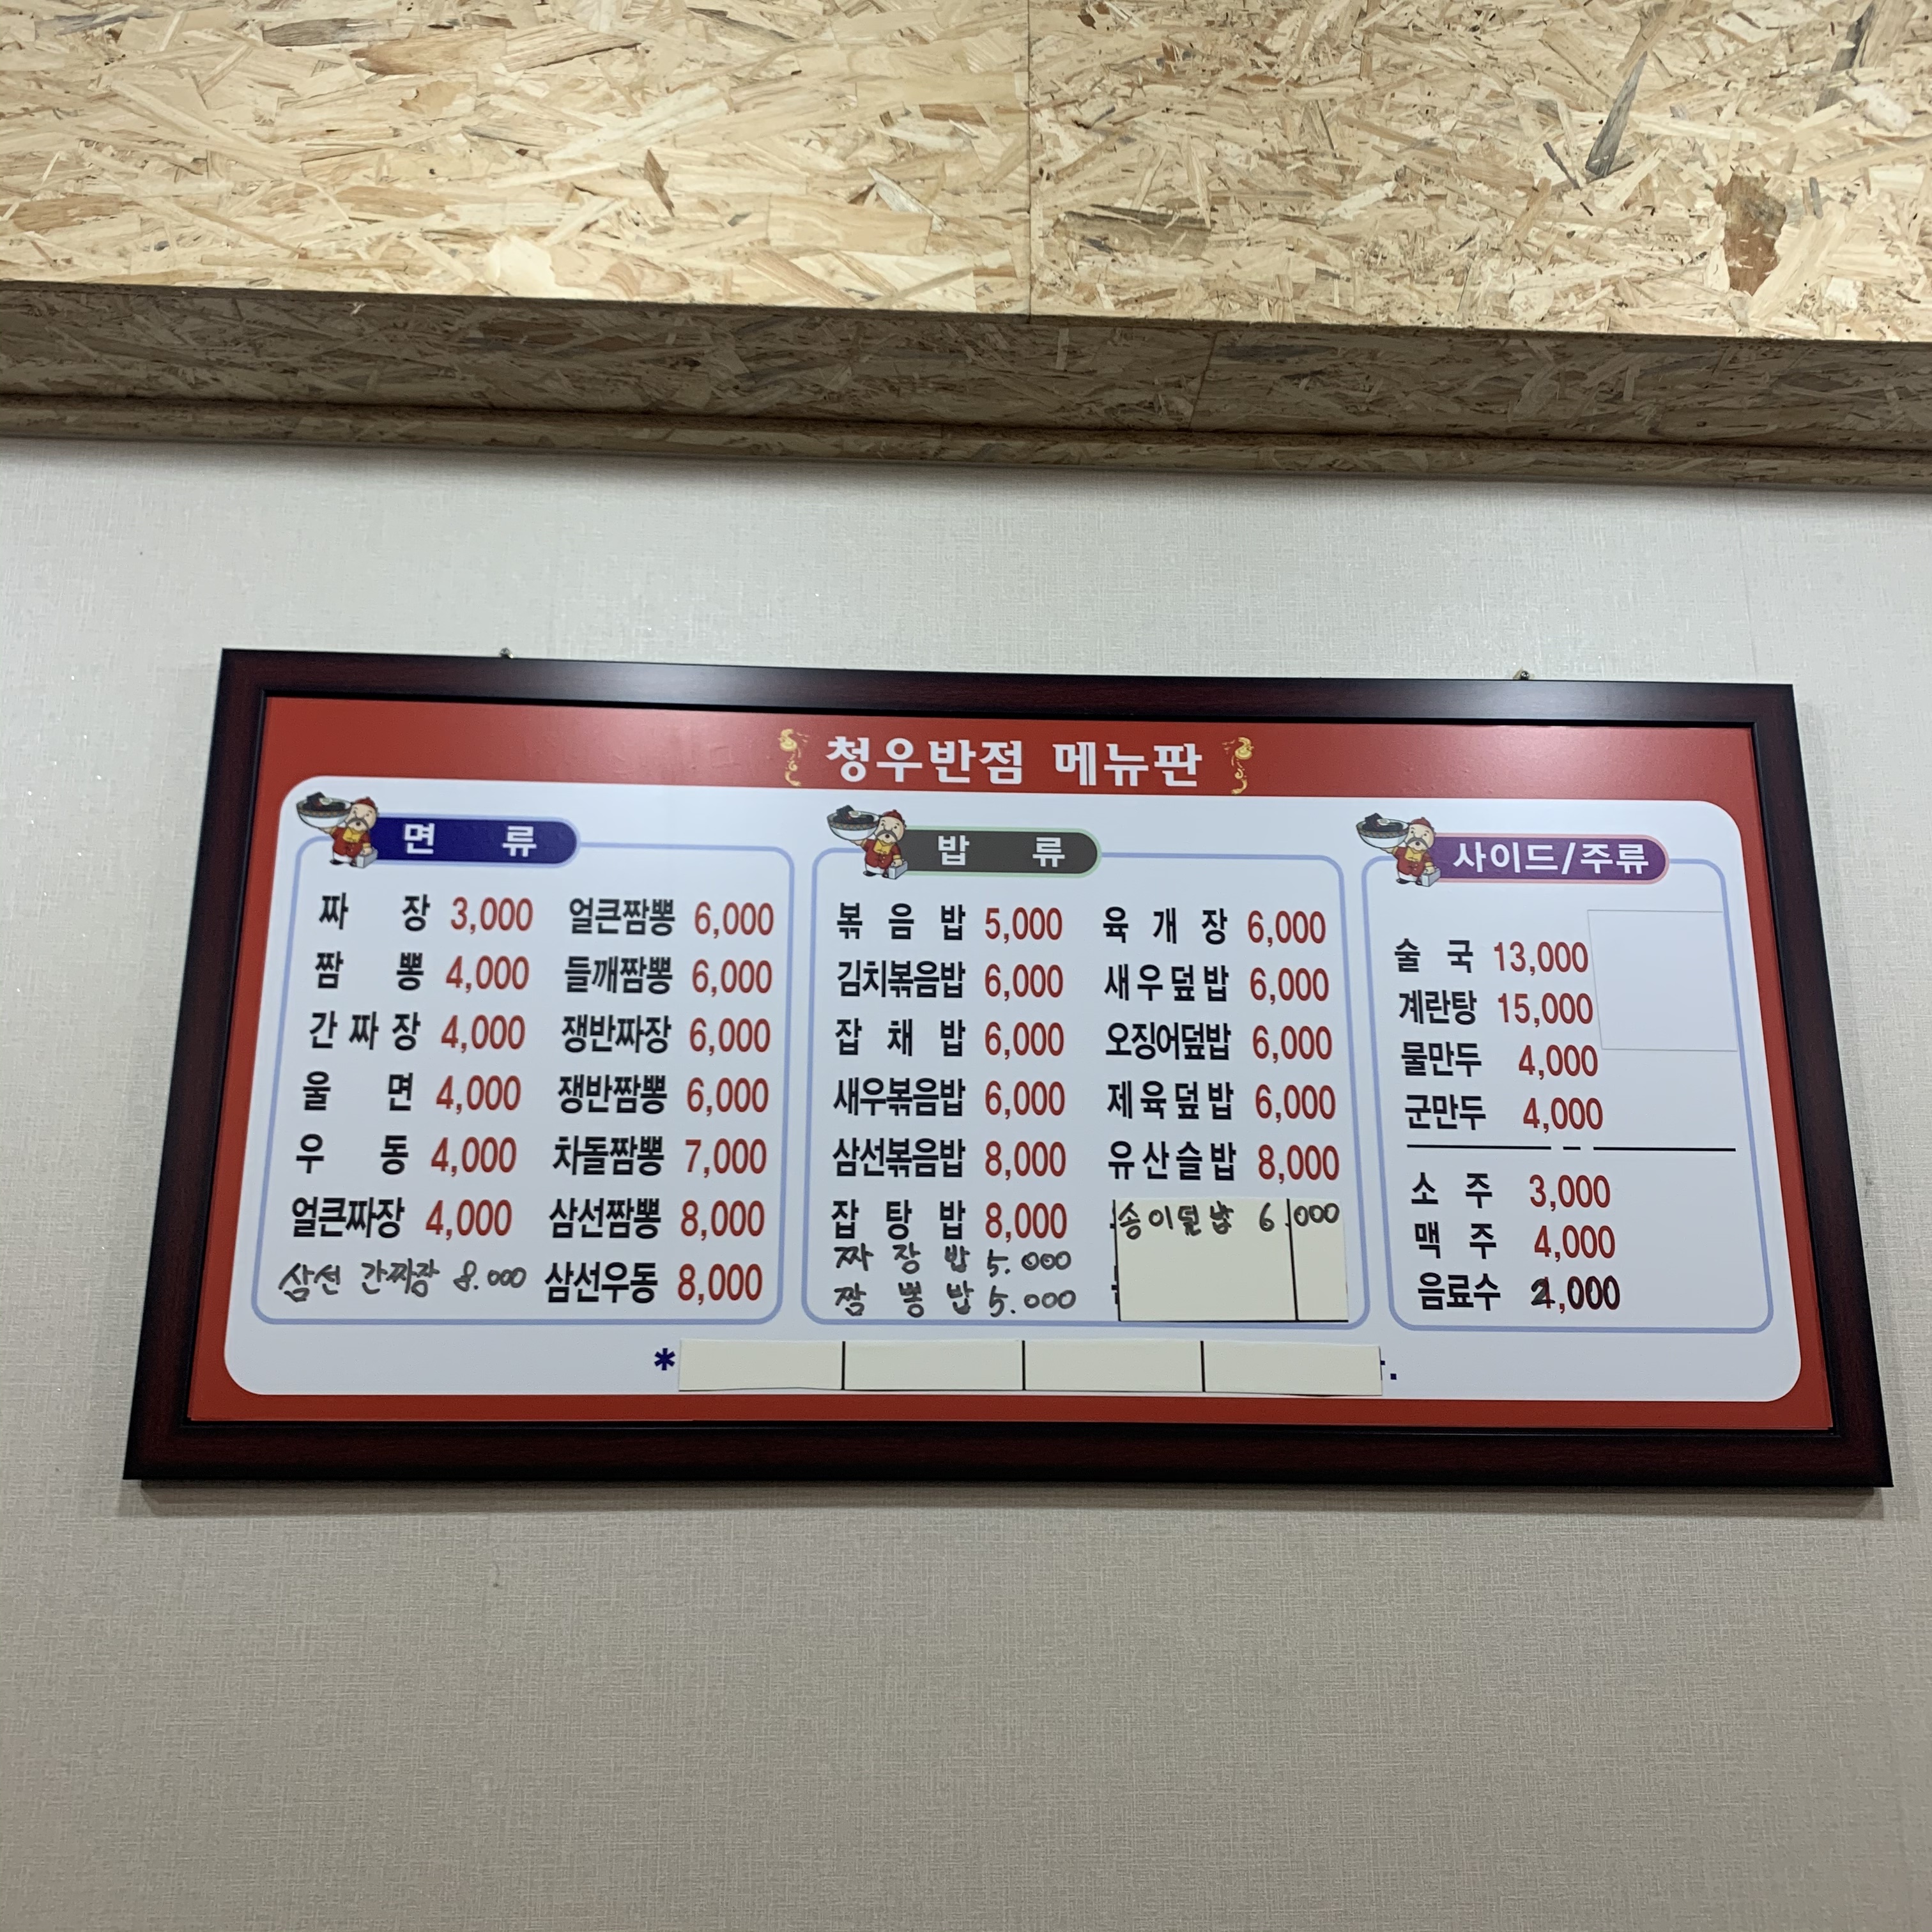 청우반점 메뉴판
면 류
짜 장 3,000
짬 뽕 4,000
간 짜 장 4,000
울 면 4,000
우 동 4,000
얼큰짜장 4,000
삼선 간짜장 8.000
얼큰짬뽕 6,000
들깨짬뽕 6,000
쟁반짜장 6,000
쟁반짬뽕 6,000
차돌짬뽕 7,000
삼선짬뽕 8,000
삼선우동 8,000
밥 류
볶 음 밥 5,000
김치볶음밥 6,000
잡 채 밥 6,000
새우볶음밥 6,000
삼선볶음밥 8,000
잡 탕 밥 8,000
짜 장 밥 5.000
짬 뽕 밥 5.000
육 개 장 6,000
새우덮밥 6,000
오징어덮밥 6,000
제육덮밥 6,000
유산슬밥 8,000
송이덮밥 6.000
사이드/주류
술 국 13,000
계란탕 15,000
물만두 4,000
군만두 4,000
소 주 3,000
맥 주 4,000
음료수 2,000
*